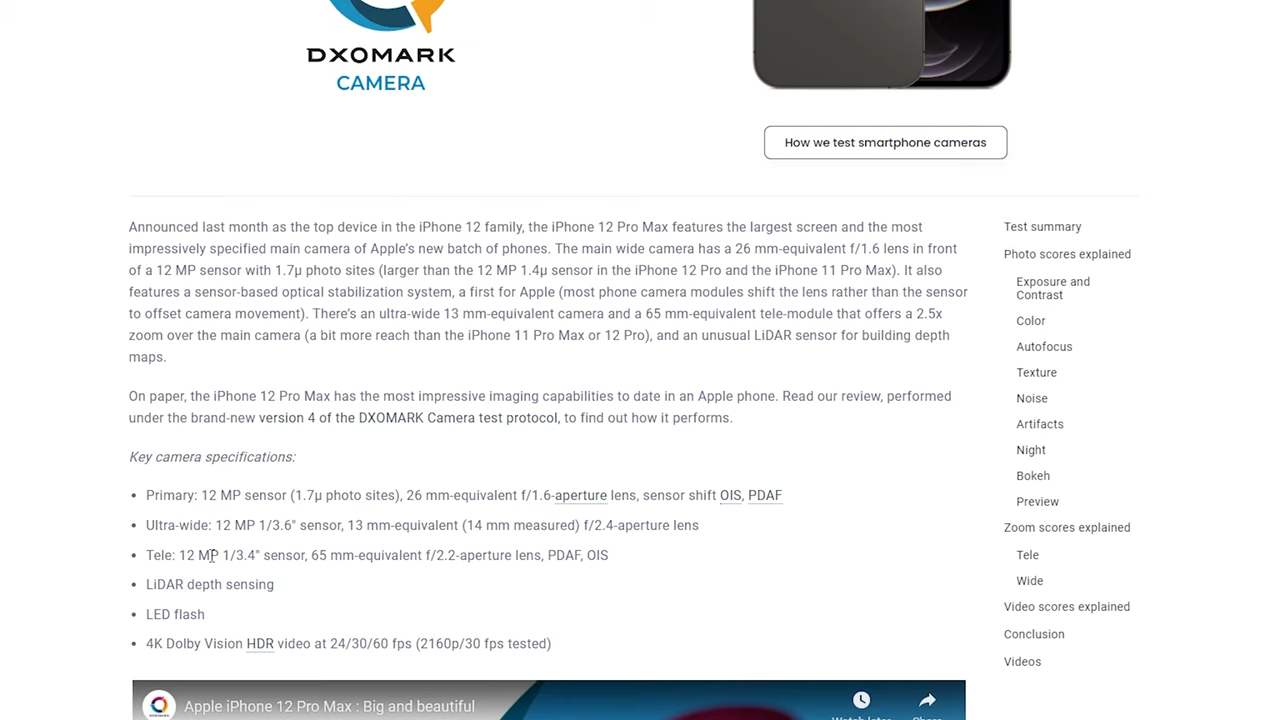 DXOMARK
CAMERA
How we test smartphone cameras
Announced last month as the top device in the iPhone 12 family, the iPhone 12 Pro Max features the largest screen and the most
impressively specified main camera of Apple's new batch of phones. The main wide camera has a 26 mm-equivalent f/1.6 lens in front
of a 12 MP sensor with 1.7µ photo sites (larger than the 12 MP 1.4µ sensor in the iPhone 12 Pro and the iPhone 11 Pro Max). It also
features a sensor-based optical stabilization system, a first for Apple (most phone camera modules shift the lens rather than the sensor
to offset camera movement). There's an ultra-wide 13 mm-equivalent camera and a 65 mm-equivalent tele-module that offers a 2.5x
zoom over the main camera (a bit more reach than the iPhone 11 Pro Max or 12 Pro), and an unusual LiDAR sensor for building depth
maps.
On paper, the iPhone 12 Pro Max has the most impressive imaging capabilities to date in an Apple phone. Read our review, performed
under the brand-new version 4 of the DXOMARK Camera test protocol, to find out how it performs.
Key camera specifications:
• Primary: 12 MP sensor (1.7µ photo sites), 26 mm-equivalent f/1.6-aperture lens, sensor shift OIS, PDAF
• Ultra-wide: 12 MP 1/3.6" sensor, 13 mm-equivalent (14 mm measured) f/2.4-aperture lens
• Tele: 12 MP 1/3.4" sensor, 65 mm-equivalent f/2.2-aperture lens, PDAF, OIS
• LiDAR depth sensing
• LED flash
• 4K Dolby Vision HDR video at 24/30/60 fps (2160p/30 fps tested)
Apple iPhone 12 Pro Max : Big and beautiful
Watch later
Share
Test summary
Photo scores explained
Exposure and
Contrast
Color
Autofocus
Texture
Noise
Artifacts
Night
Bokeh
Preview
Zoom scores explained
Tele
Wide
Video scores explained
Conclusion
Videos